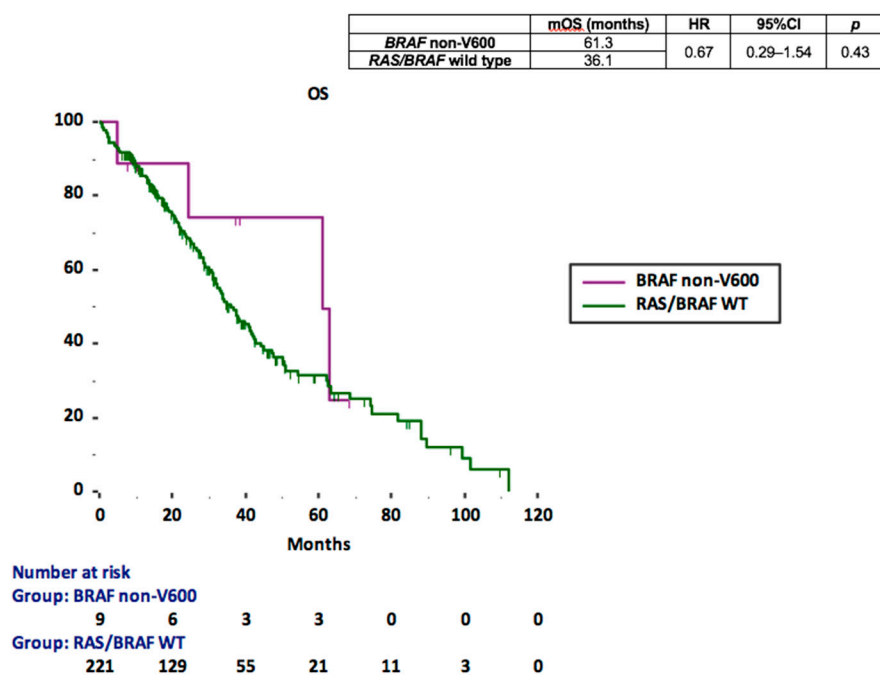 mOS (months) HR 95%CI p
BRAF non-V600 61.3 0.67 0.29–1.54 0.43
RAS/BRAF wild type 36.1
OS
100
80
60
40
20
0
0 20 40 60 80 100 120
Months
BRAF non-V600
RAS/BRAF WT
Number at risk
Group: BRAF non-V600
9 6 3 3 0 0 0
Group: RAS/BRAF WT
221 129 55 21 11 3 0